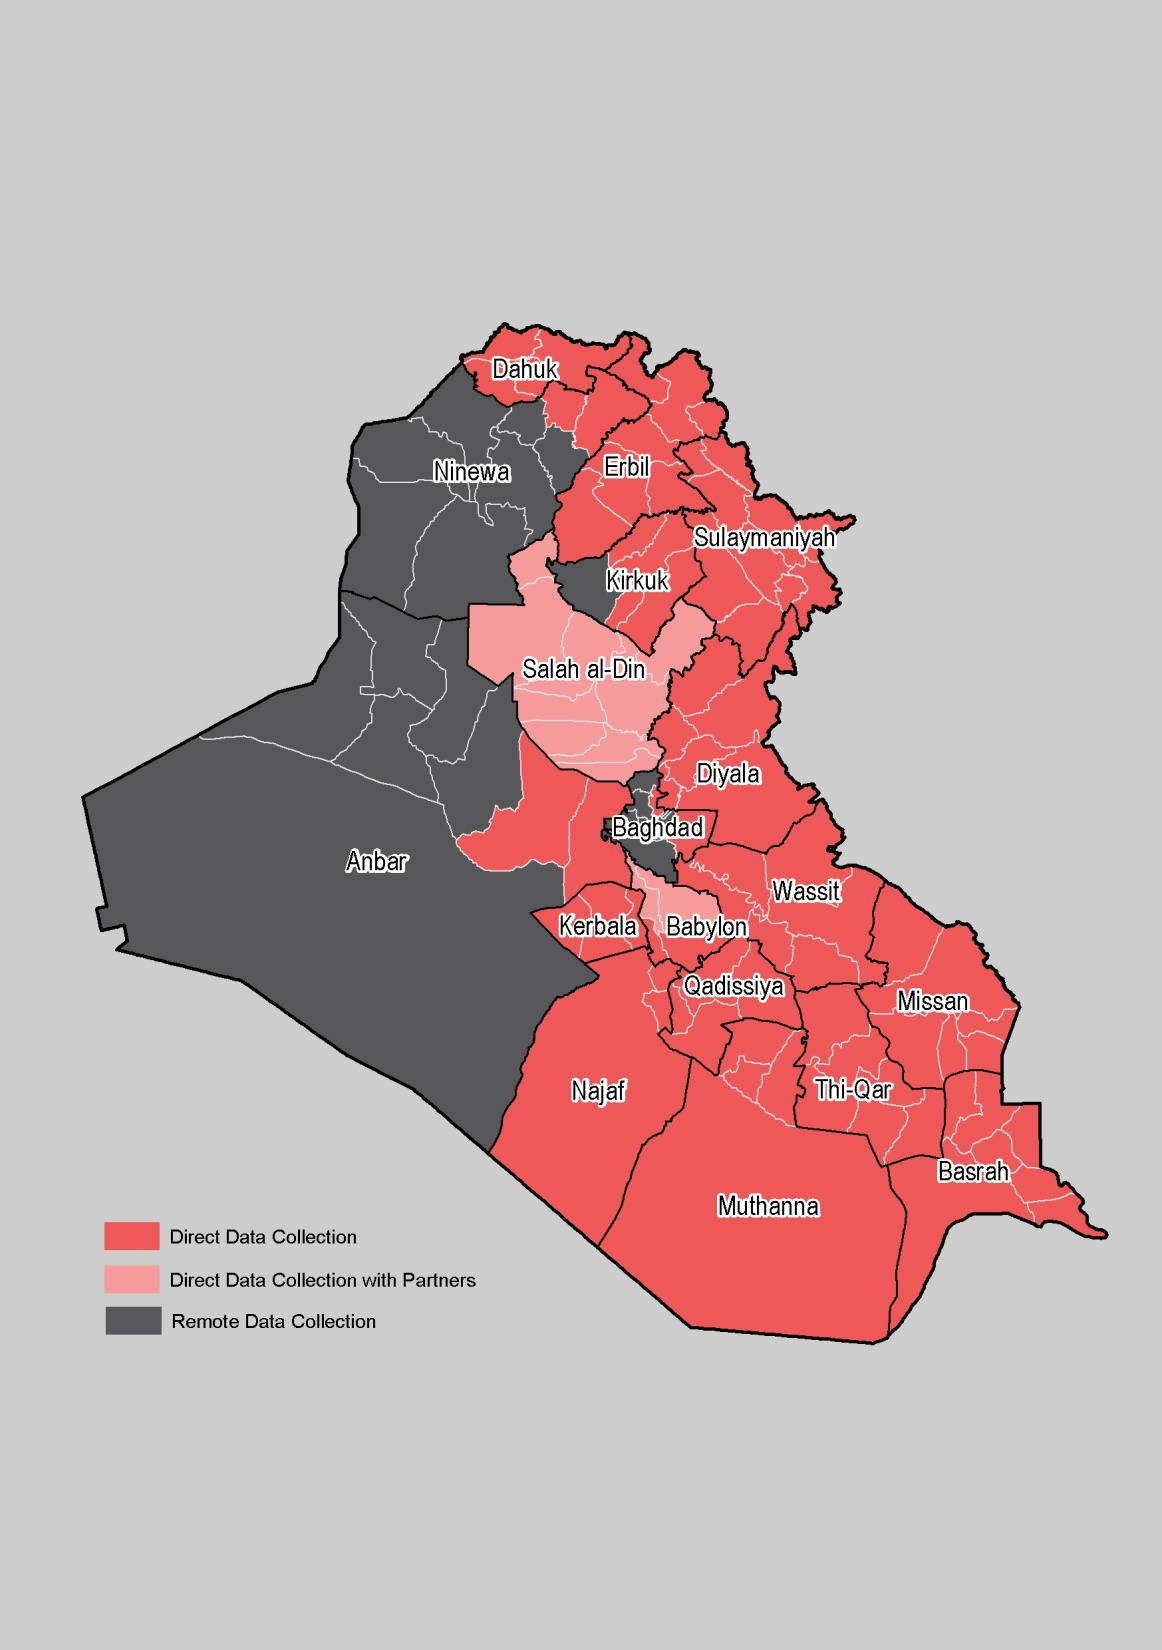 Dahuk
Ninewa
Erbil
Sulaymaniyah
Kirkuk
Salah al-Din
Diyala
Baghdad
Anbar
Wassit
Kerbala
Babylon
Qadissiya
Missan
Najaf
Thi-Qar
Basrah
Muthanna
Direct Data Collection
Direct Data Collection with Partners
Remote Data Collection